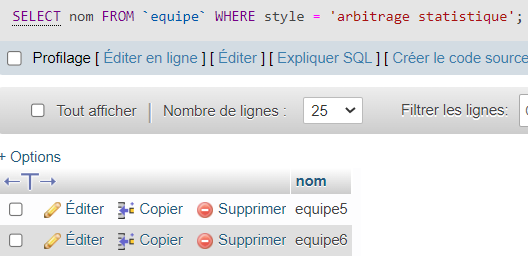 SELECT nom FROM `equipe` WHERE style = 'arbitrage statistique';
Profilage [ Éditer en ligne ] [ Éditer ] [ Expliquer SQL ] [ Créer le code source
Tout afficher Nombre de lignes : 25 Filtrer les lignes:
+ Options
←T→ nom
Éditer Copier Supprimer equipe5
Éditer Copier Supprimer equipe6